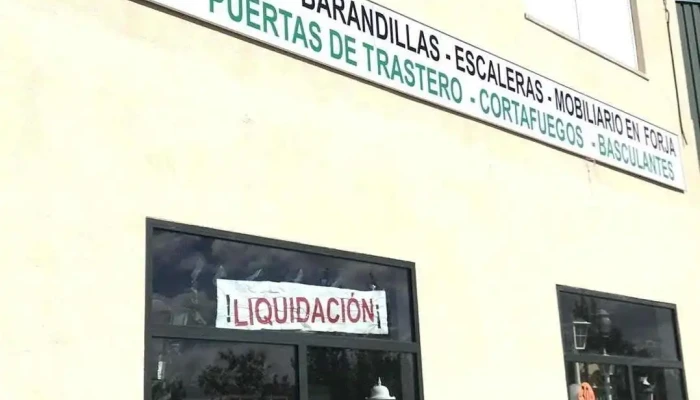 BARANDILLAS - ESCALERAS - MOBILIARIO EN FORJA
PUERTAS DE TRASTERO - CORTAFUEGOS - BASCULANTES
¡LIQUIDACIÓN¡